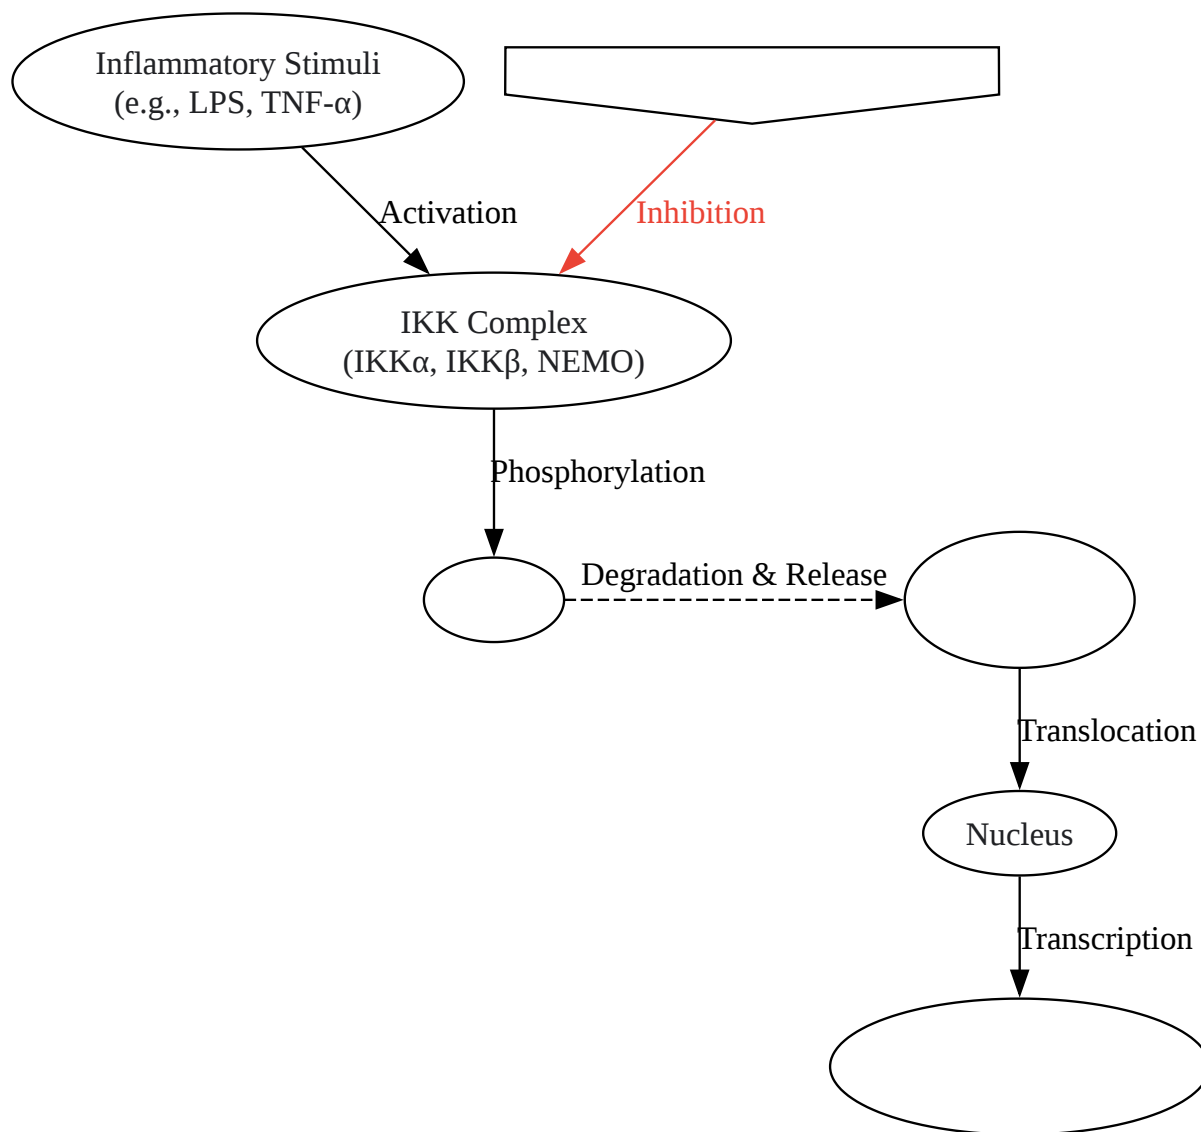 Inflammatory Stimuli
(e.g., LPS, TNF-α)
Activation
Inhibition
IKK Complex
(IKKα, IKKβ, NEMO)
Phosphorylation
Degradation & Release
Translocation
Nucleus
Transcription